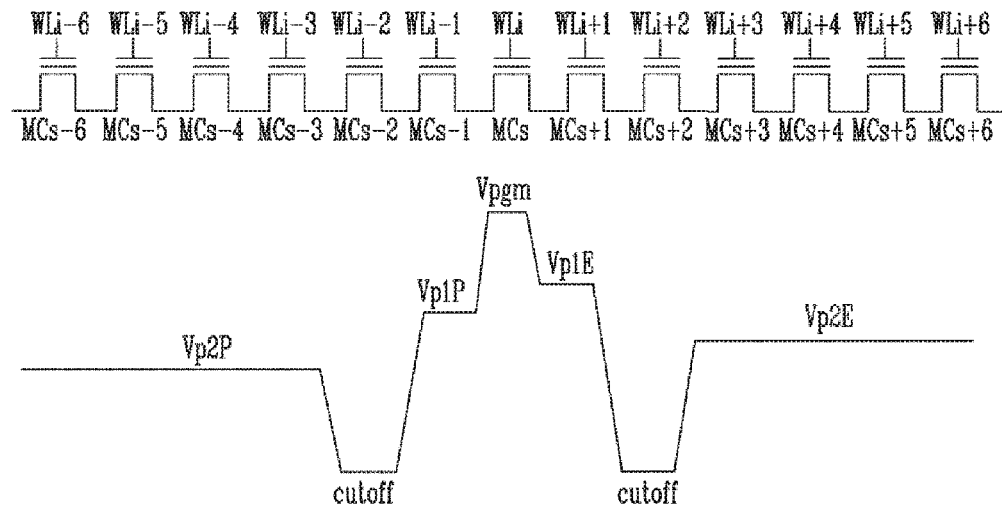 WLi-6 WLi-5 WLi-4 WLi-3 WLi-2 WLi-1 WLi WLi+1 WLi+2 WLi+3 WLi+4 WLi+5 WLi+6
MCs-6 MCs-5 MCs-4 MCs-3 MCs-2 MCs-1 MCs MCs+1 MCs+2 MCs+3 MCs+4 MCs+5 MCs+6
Vpgm
Vp1E
Vp1P
Vp2E
Vp2P
cutoff cutoff